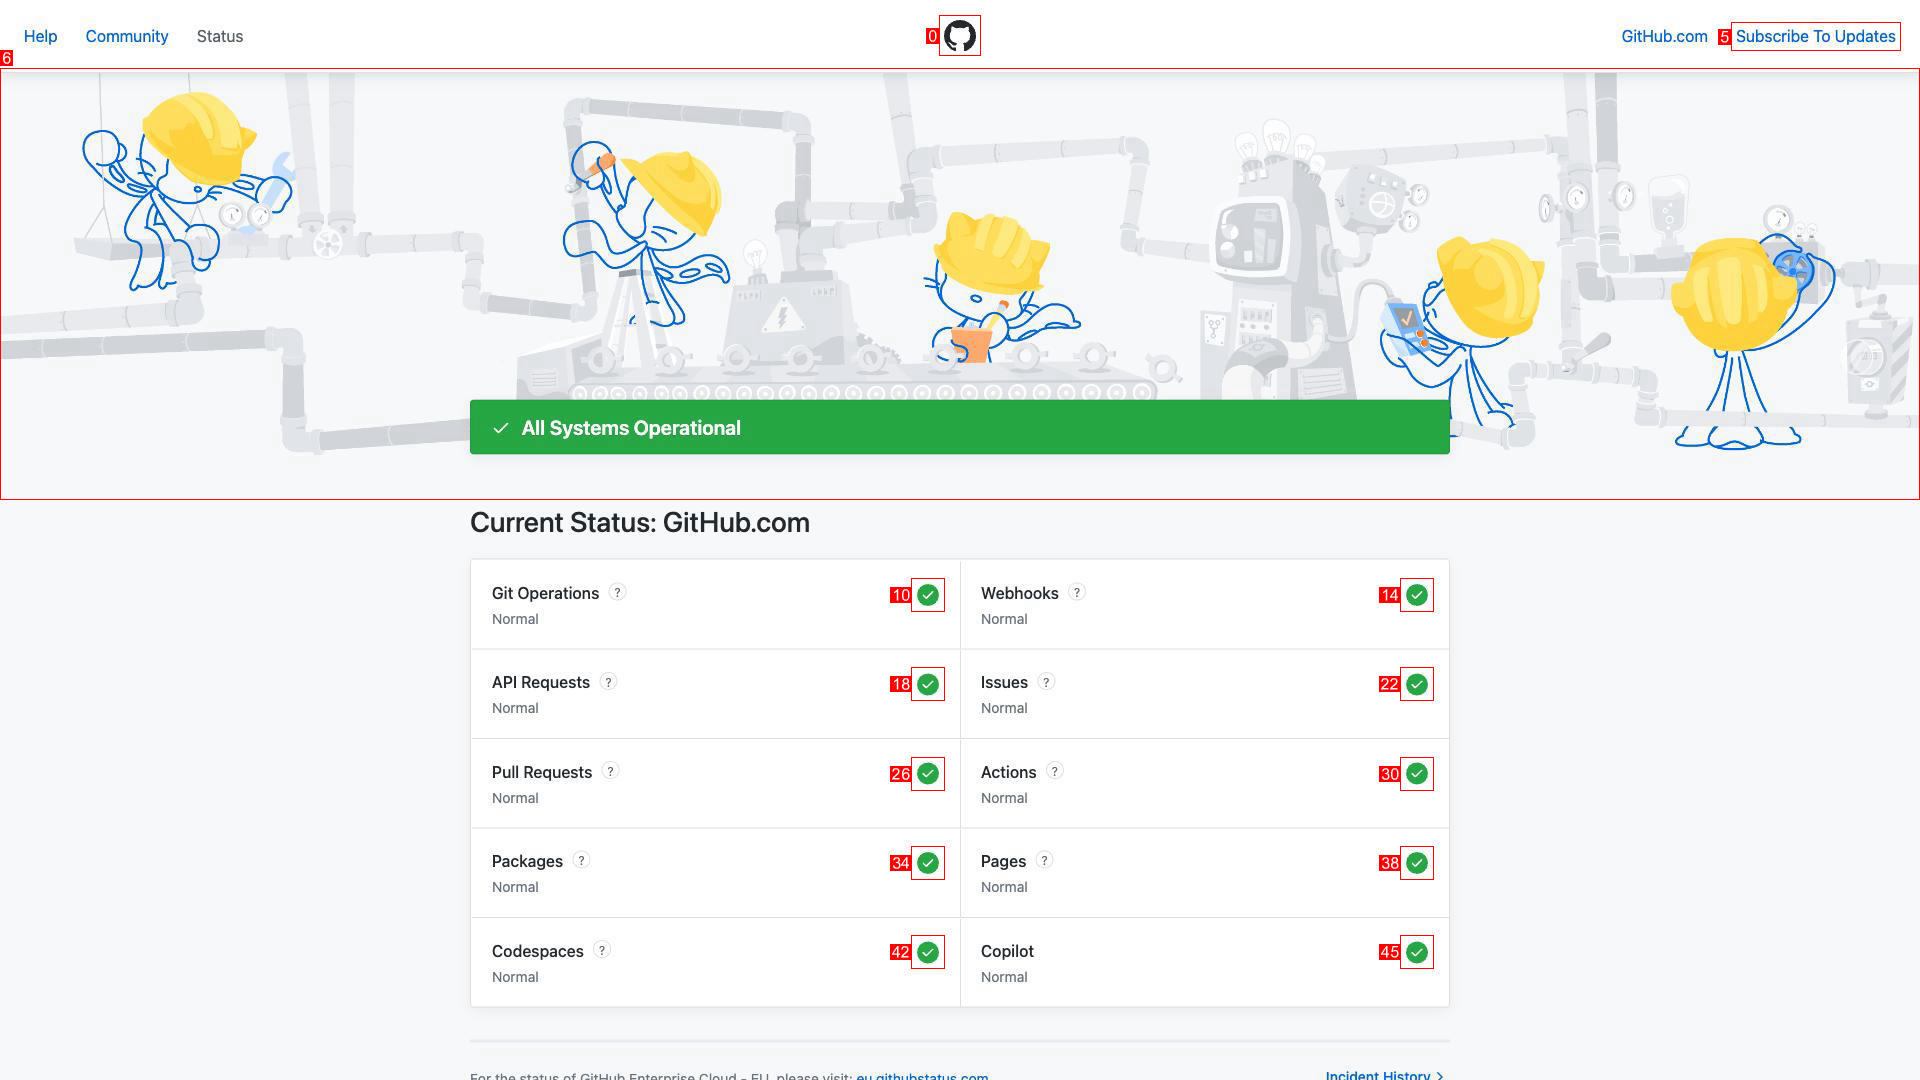 Help Community Status 0 GitHub.com 5 Subscribe To Updates
6
All Systems Operational
Current Status: GitHub.com
Git Operations ? 10
Normal
Webhooks ? 14
Normal
API Requests ? 18
Normal
Issues ? 22
Normal
Pull Requests ? 26
Normal
Actions ? 30
Normal
Packages ? 34
Normal
Pages ? 38
Normal
Codespaces ? 42
Normal
Copilot 45
Normal
For the status of GitHub Enterprise Cloud - EU, please visit: eu.githubstatus.com
Incident History